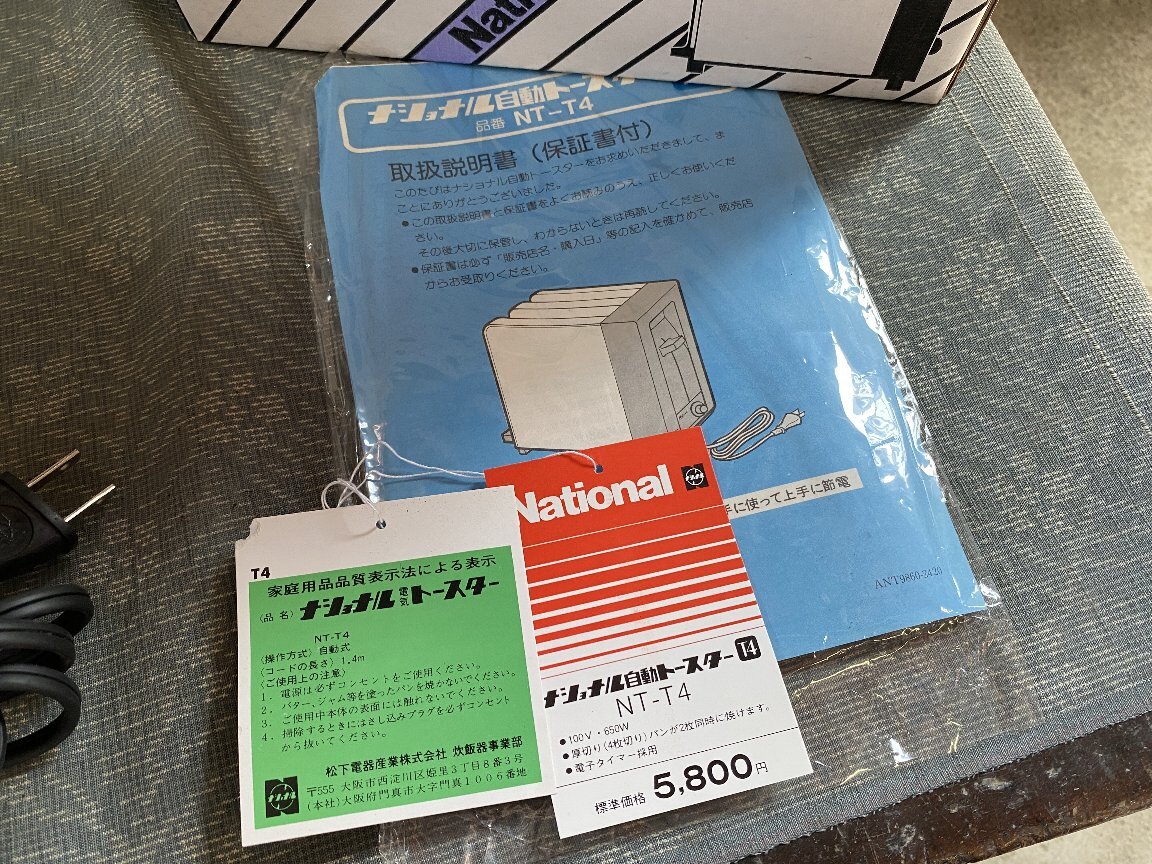 Nati
ナショナル自動トースタ
品番 NT-T4
取扱説明書(保証書付)
このたびはナショナル自動トースターをお求めいただきまして、ま
ことにありがとうございました。
●この取扱説明書と保証書をよくお読みのうえ、正しくお使いくだ
さい。
その後大切に保管し、わからないときは再読してください。
●保証書は必ず「販売店名・購入日」等の記入を確かめて、販売店
からお受取りください。
手に使って上手に節電
ANT9860-2420
National
ナショナル
ナショナル自動トースターT4
NT-T4
●100V・650W
●厚切り(4枚切り)パンが2枚同時に焼けます。
●電子タイマー採用
標準価格 5,800円
T4
家庭用品品質表示法による表示
(品名) ナショナル電気トースター
NT-T4
(操作方式) 自動式
(コードの長さ) 1.4m
(ご使用上の注意)
1. 電源は必ずコンセントをご使用ください。
2. バター、ジャム等を塗ったパンを焼かないでください。
3. ご使用中本体の表面には触れないでください。
4. 掃除するときにはさし込みプラグを必ずコンセント
から抜いてください。
松下電器産業株式会社 炊飯器事業部
〒555 大阪市西淀川区姫里3丁目8番3号
(本社)大阪府門真市大字門真1006番地
ナショナル